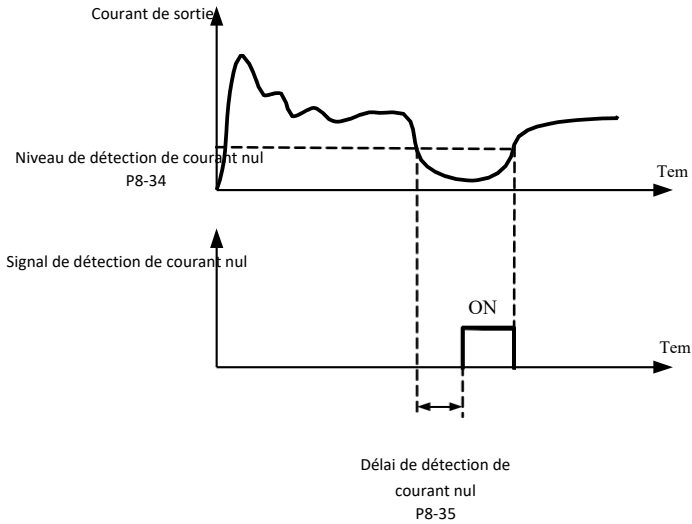 Courant de sortie
Niveau de détection de courant nul
P8-34
Tem
Signal de détection de courant nul
ON
Tem
Délai de détection de
courant nul
P8-35